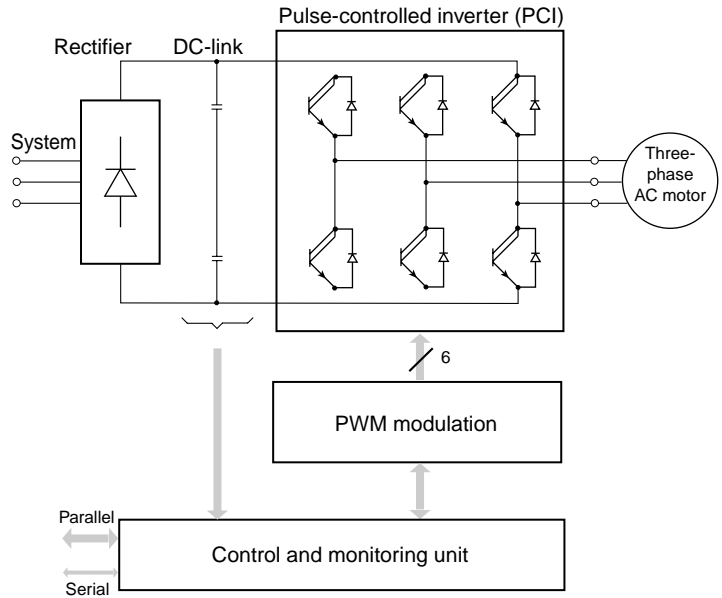 Pulse-controlled inverter (PCI)
Rectifier
DC-link
System
Three-
phase
AC motor
6
PWM modulation
Parallel
Control and monitoring unit
Serial